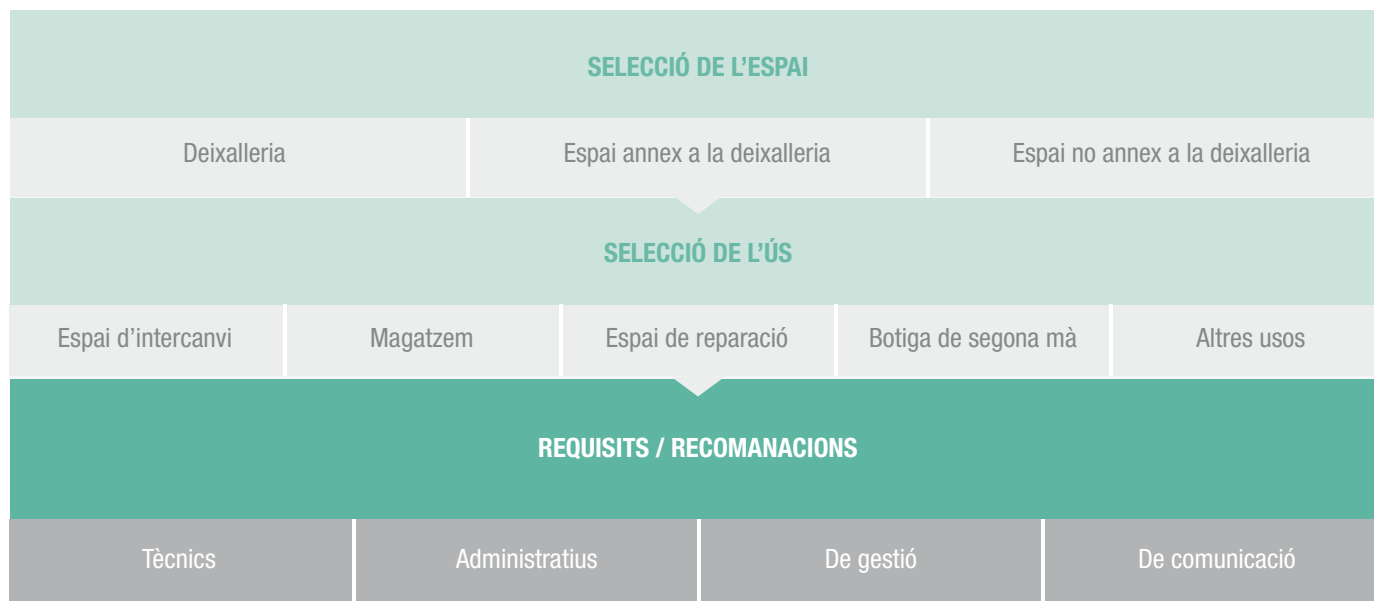 SELECCIÓ DE L’ESPAI
Deixalleria
Espai annex a la deixalleria
Espai no annex a la deixalleria
SELECCIÓ DE L’ÚS
Espai d’intercanvi
Magatzem
Espai de reparació
Botiga de segona mà
Altres usos
REQUISITS / RECOMANACIONS
Tècnics
Administratius
De gestió
De comunicació